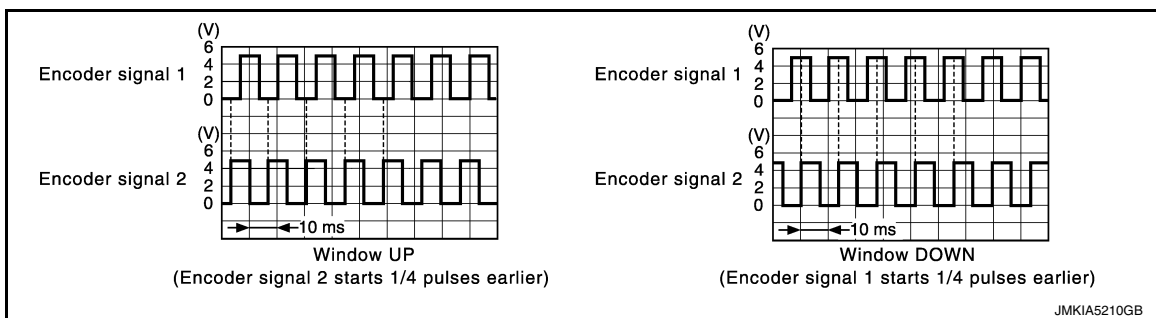 (V)
6
Encoder signal 1
4
2
0
(V)
6
Encoder signal 2
4
2
0
10 ms
Window UP
(Encoder signal 2 starts 1/4 pulses earlier)
(V)
6
Encoder signal 1
4
2
0
(V)
6
Encoder signal 2
4
2
0
10 ms
Window DOWN
(Encoder signal 1 starts 1/4 pulses earlier)
JMKIA5210GB